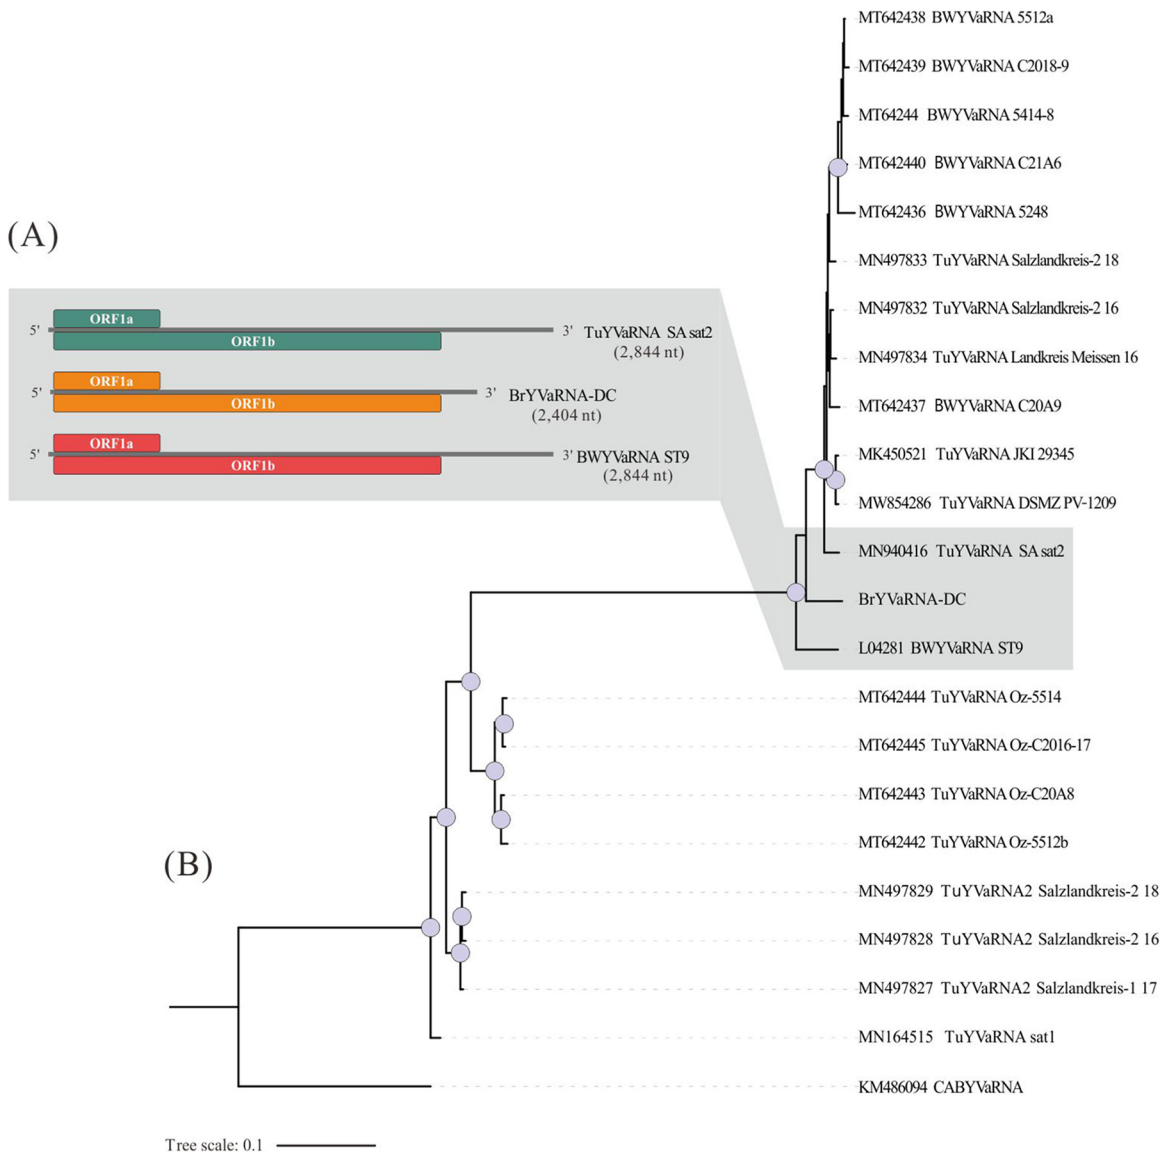 MT642438 BWYVaRNA 5512a
MT642439 BWYVaRNA C2018-9
MT64244 BWYVaRNA 5414-8
MT642440 BWYVaRNA C21A6
MT642436 BWYVaRNA 5248
MN497833 TuYVaRNA Salzlandkreis-2 18
MN497832 TuYVaRNA Salzlandkreis-2 16
MN497834 TuYVaRNA Landkreis Meissen 16
MT642437 BWYVaRNA C20A9
MK450521 TuYVaRNA JKI 29345
MW854286 TuYVaRNA DSMZ PV-1209
MN940416 TuYVaRNA SA sat2
BrYVaRNA-DC
L04281 BWYVaRNA ST9
MT642444 TuYVaRNA Oz-5514
MT642445 TuYVaRNA Oz-C2016-17
MT642443 TuYVaRNA Oz-C20A8
MT642442 TuYVaRNA Oz-5512b
MN497829 TuYVaRNA2 Salzlandkreis-2 18
MN497828 TuYVaRNA2 Salzlandkreis-2 16
MN497827 TuYVaRNA2 Salzlandkreis-1 17
MN164515 TuYVaRNA sat1
KM486094 CABYVaRNA
(A)
ORF1a
5' 3' TuYVaRNA SA sat2
ORF1b
(2,844 nt)
ORF1a
5' 3' BrYVaRNA-DC
ORF1b
(2,404 nt)
ORF1a
5' 3' BWYVaRNA ST9
ORF1b
(2,844 nt)
(B)
Tree scale: 0.1